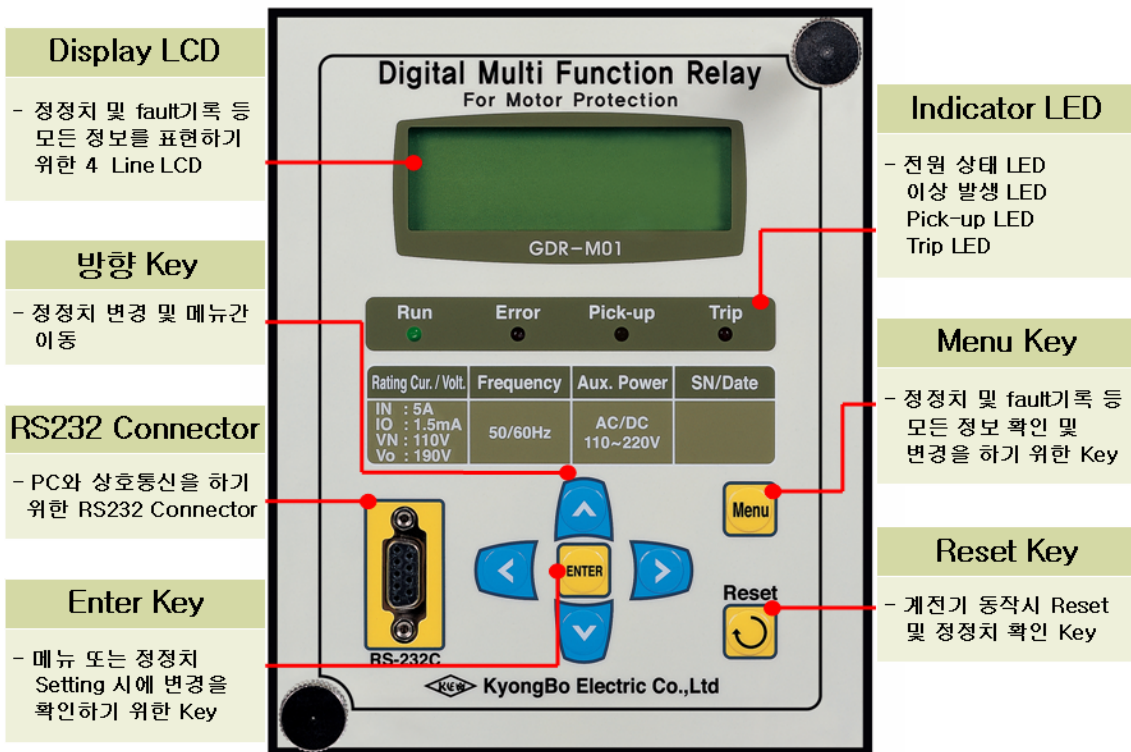 Display LCD
- 정정치 및 fault기록 등
모든 정보를 표현하기
위한 4 Line LCD
방향 Key
- 정정치 변경 및 메뉴간
이동
RS232 Connector
- PC와 상호통신을 하기
위한 RS232 Connector
Enter Key
- 메뉴 또는 정정치
Setting 시에 변경을
확인하기 위한 Key
Digital Multi Function Relay
For Motor Protection
GDR-M01
Run Error Pick-up Trip
Rating Cur. / Volt. Frequency Aux. Power SN/Date
IN : 5A
IO : 1.5mA
VN : 110V
Vo : 190V
50/60Hz
AC/DC
110~220V
Menu
ENTER
Reset
RS-232C
KEW KyongBo Electric Co.,Ltd
Indicator LED
- 전원 상태 LED
이상 발생 LED
Pick-up LED
Trip LED
Menu Key
- 정정치 및 fault기록 등
모든 정보 확인 및
변경을 하기 위한 Key
Reset Key
- 계전기 동작시 Reset
및 정정치 확인 Key